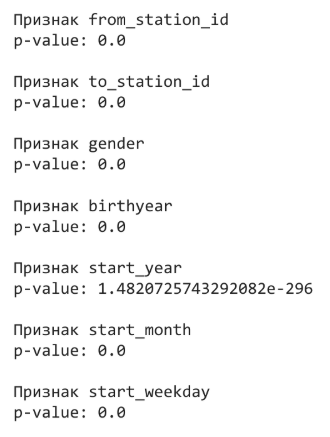 Признак from_station_id
p-value: 0.0
Признак to_station_id
p-value: 0.0
Признак gender
p-value: 0.0
Признак birthyear
p-value: 0.0
Признак start_year
p-value: 1.4820725743292082e-296
Признак start_month
p-value: 0.0
Признак start_weekday
p-value: 0.0